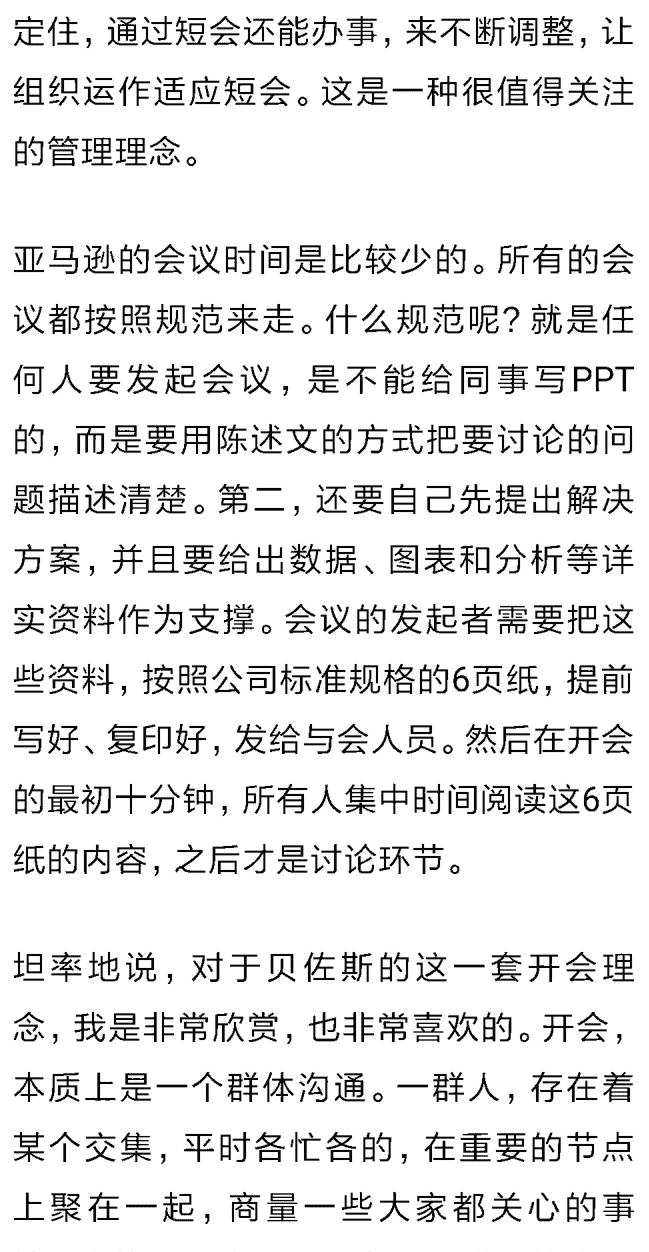 定住，通过短会还能办事，来不断调整，让
组织运作适应短会。这是一种很值得关注
的管理理念。
亚马逊的会议时间是比较少的。所有的会
议都按照规范来走。什么规范呢？就是任
何人要发起会议，是不能给同事写PPT
的，而是要用陈述文的方式把要讨论的问
题描述清楚。第二，还要自己先提出解决
方案，并且要给出数据、图表和分析等详
实资料作为支撑。会议的发起者需要把这
些资料，按照公司标准规格的6页纸，提前
写好、复印好，发给与会人员。然后在开会
的最初十分钟，所有人集中时间阅读这6页
纸的内容，之后才是讨论环节。
坦率地说，对于贝佐斯的这一套开会理
念，我是非常欣赏，也非常喜欢的。开会，
本质上是一个群体沟通。一群人，存在着
某个交集，平时各忙各的，在重要的节点
上聚在一起，商量一些大家都关心的事